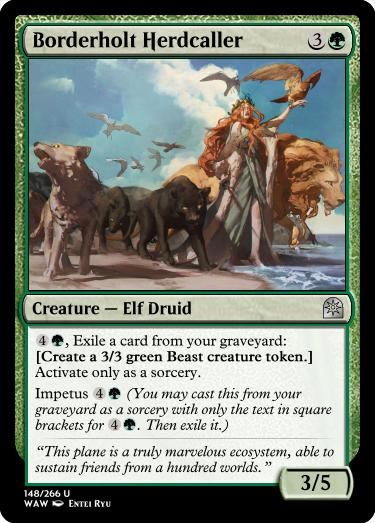 Borderholt Herdcaller 3
Creature — Elf Druid
4, Exile a card from your graveyard:
[Create a 3/3 green Beast creature token.]
Activate only as a sorcery.
Impetus 4 (You may cast this from your
graveyard as a sorcery with only the text in square
brackets for 4. Then exile it.)
“This plane is a truly marvelous ecosystem, able to
sustain friends from a hundred worlds.”
3/5
148/266 U
WAW Entei Ryu